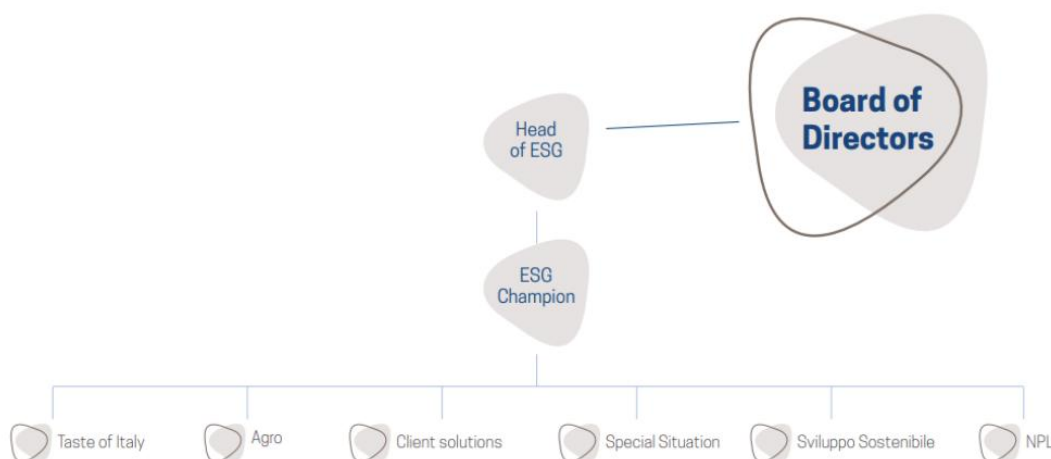 Board of
Directors
Head
of ESG
ESG
Champion
Taste of Italy
Agro
Client solutions
Special Situation
Sviluppo Sostenibile
NPL